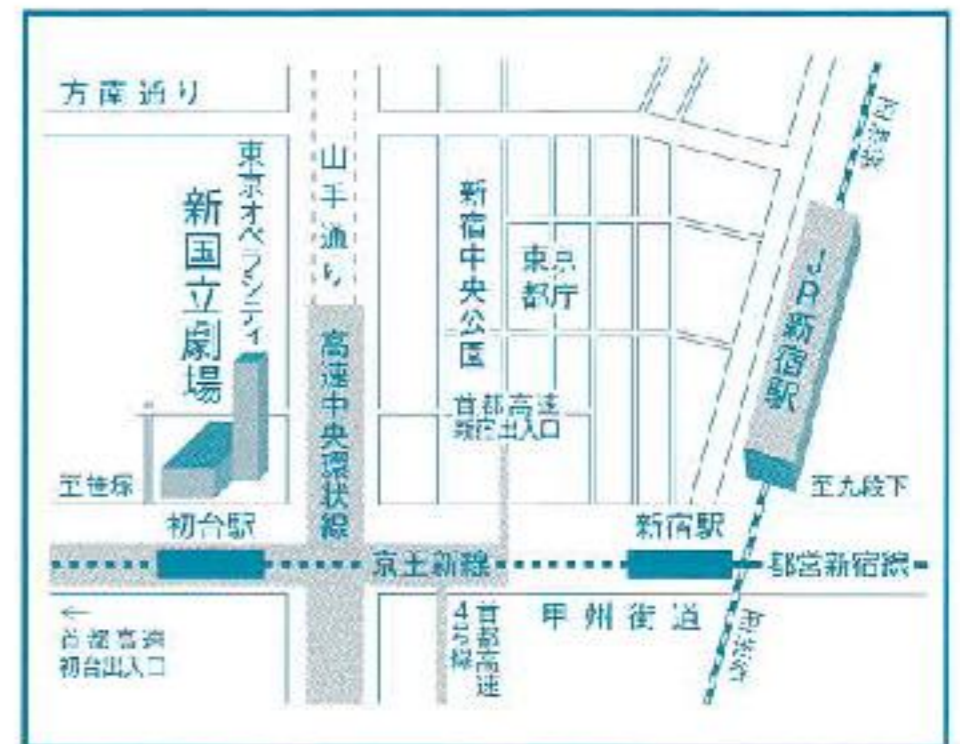 方南通り
東京オペラシティ
新国立劇場
山手通り
高速中央環状線
新宿中央公園
東京
都庁
首都高速
新宿出入口
JR新宿駅
至笹塚
至九段下
初台駅
新宿駅
京王新線
都営新宿線
甲州街道
←
首都高速
初台出入口
首都高速
4号線